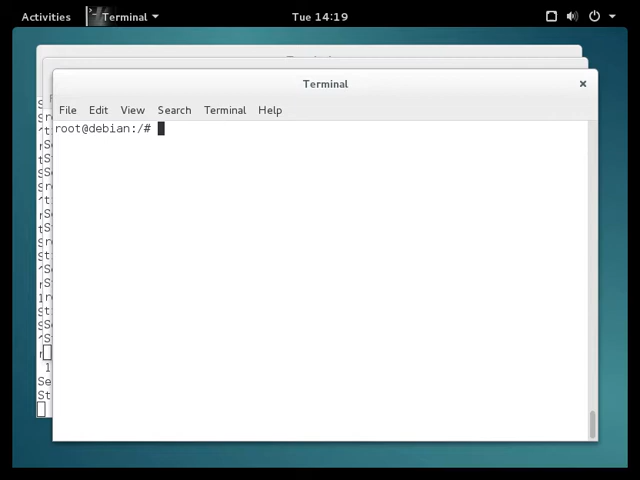 Activities Terminal Tue 14:19
Terminal
File Edit View Search Terminal Help
root@debian:/#